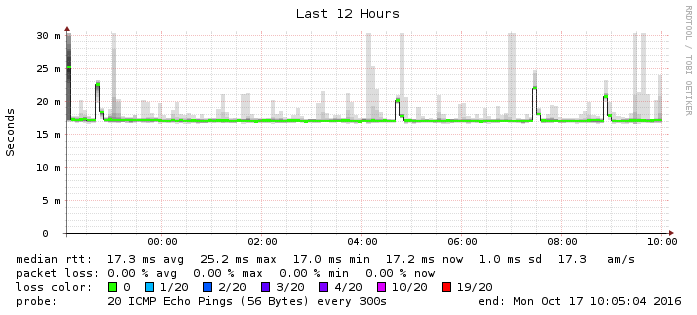 Last 12 Hours
RRDTOOL / TOBI OETIKER
Seconds
30 m
25 m
20 m
15 m
10 m
5 m
0
00:00 02:00 04:00 06:00 08:00 10:00
median rtt: 17.3 ms avg 25.2 ms max 17.0 ms min 17.2 ms now 1.0 ms sd 17.3 am/s
packet loss: 0.00 % avg 0.00 % max 0.00 % min 0.00 % now
loss color: 0 1/20 2/20 3/20 4/20 10/20 19/20
probe: 20 ICMP Echo Pings (56 Bytes) every 300s end: Mon Oct 17 10:05:04 2016